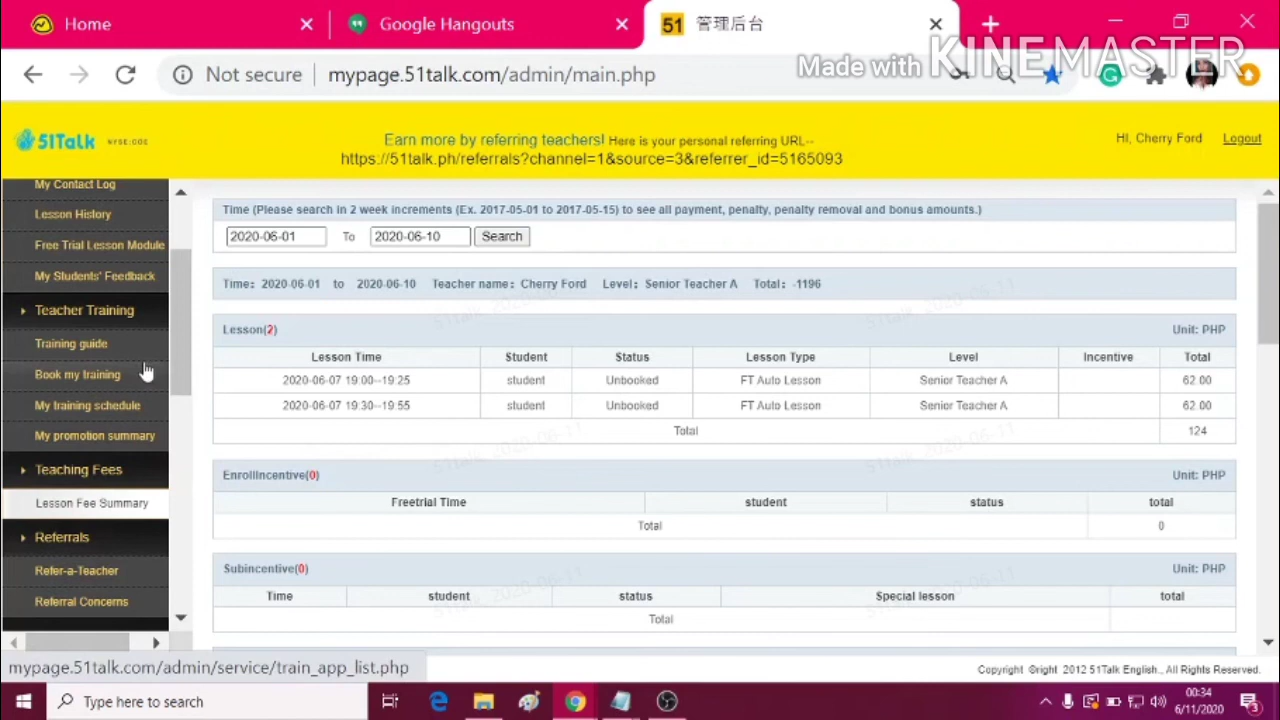 Home
Google Hangouts
51 管理后台
Made with KINEMASTER
Not secure mypage.51talk.com/admin/main.php
51Talk NYSE:COE
Earn more by referring teachers! Here is your personal referring URL--
https://51talk.ph/referrals?channel=1&source=3&referrer_id=5165093
HI, Cherry Ford Logout
My Contact Log
Lesson History
Free Trial Lesson Module
My Students' Feedback
Teacher Training
Training guide
Book my training
My training schedule
My promotion summary
Teaching Fees
Lesson Fee Summary
Referrals
Refer-a-Teacher
Referral Concerns
Time (Please search in 2 week increments (Ex. 2017-05-01 to 2017-05-15) to see all payment, penalty, penalty removal and bonus amounts.)
2020-06-01 To 2020-06-10 Search
Time: 2020-06-01 to 2020-06-10 Teacher name: Cherry Ford Level: Senior Teacher A Total: -1196
Lesson(2) Unit: PHP
Lesson Time Student Status Lesson Type Level Incentive Total
2020-06-07 19:00--19:25 student Unbooked FT Auto Lesson Senior Teacher A 62.00
2020-06-07 19:30--19:55 student Unbooked FT Auto Lesson Senior Teacher A 62.00
Total 124
EnrollIncentive(0) Unit: PHP
Freetrial Time student status total
Total 0
Subincentive(0) Unit: PHP
Time student status Special lesson total
Total
mypage.51talk.com/admin/service/train_app_list.php
Copyright ©right 2012 51Talk English., All Rights Reserved.
Type here to search
00:34
6/11/2020
3